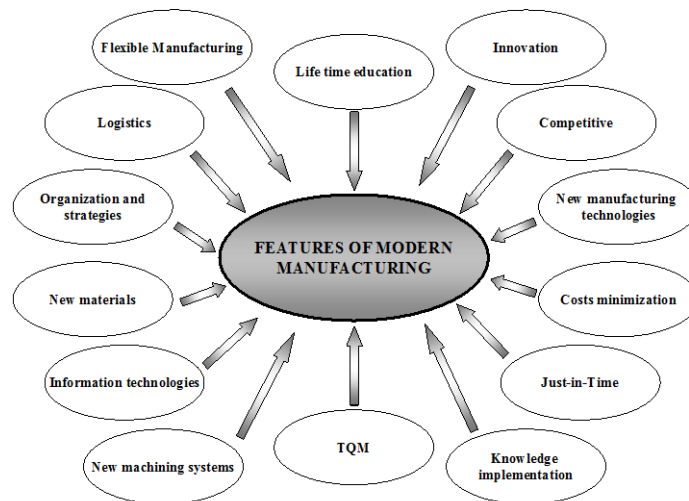 Flexible Manufacturing
Life time education
Innovation
Logistics
Competitive
Organization and
strategies
New manufacturing
technologies
FEATURES OF MODERN
MANUFACTURING
New materials
Costs minimization
Information technologies
Just-in-Time
New machining systems
TQM
Knowledge
implementation